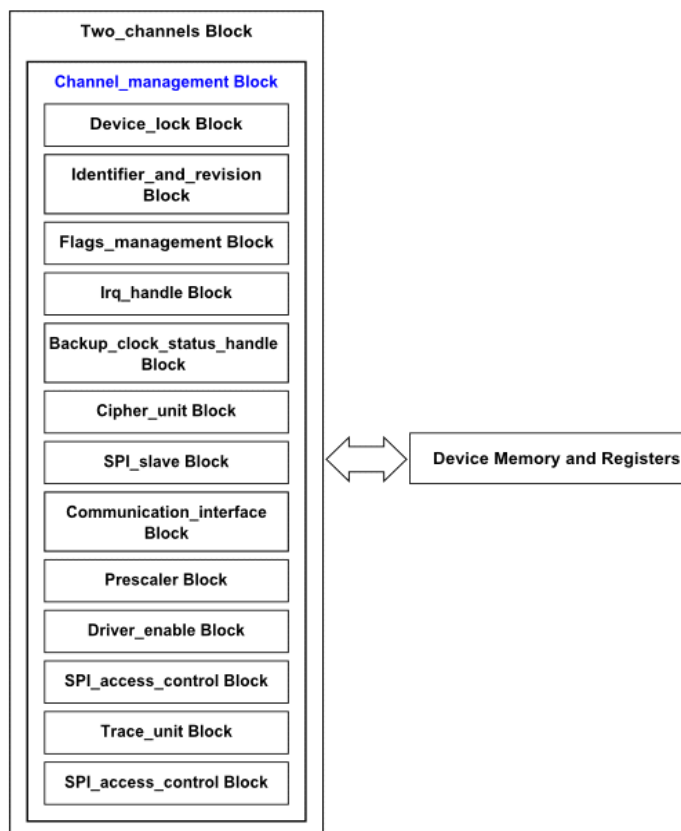 Two_channels Block
Channel_management Block
Device_lock Block
Identifier_and_revision
Block
Flags_management Block
Irq_handle Block
Backup_clock_status_handle
Block
Cipher_unit Block
SPI_slave Block
Device Memory and Registers
Communication_interface
Block
Prescaler Block
Driver_enable Block
SPI_access_control Block
Trace_unit Block
SPI_access_control Block